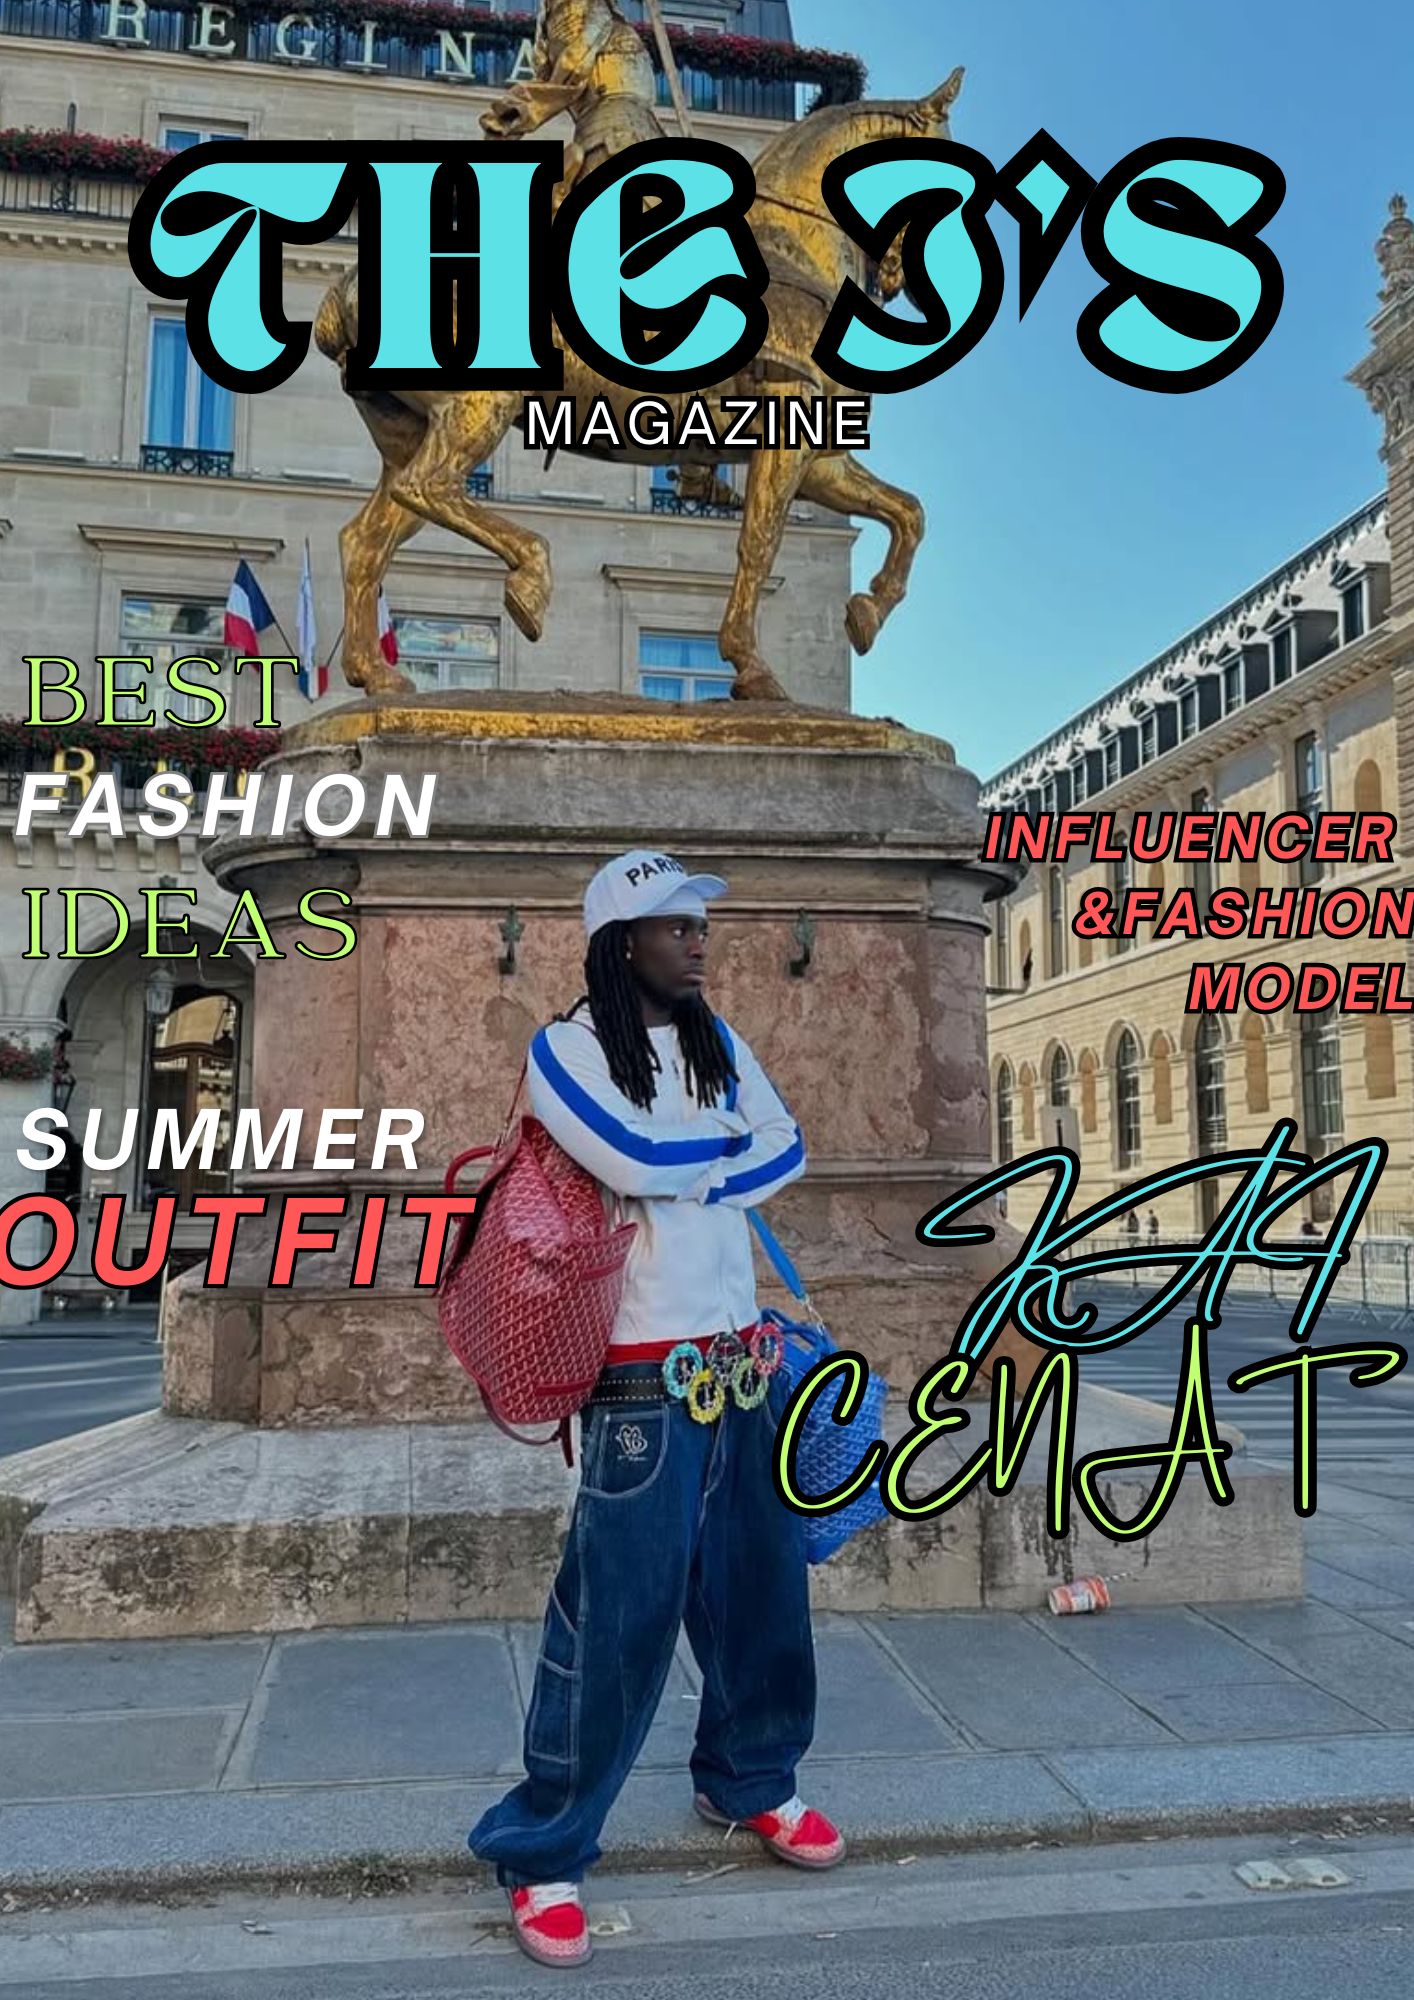 REGINA
THE J'S
MAGAZINE
BEST
FASHION
IDEAS
INFLUENCER
&FASHION
MODEL
PARIS
SUMMER
OUTFIT
KAI
CENAT